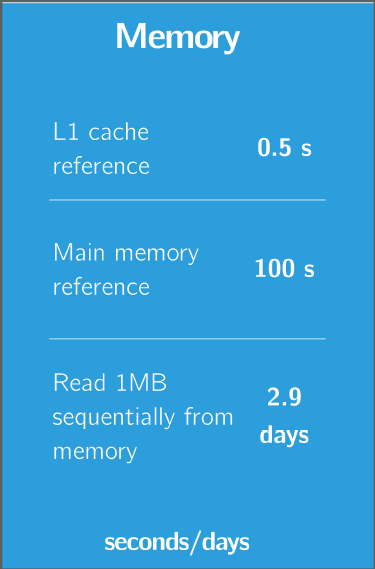 Memory
L1 cache
reference
0.5 s
Main memory
reference
100 s
Read 1MB
sequentially from
memory
2.9
days
seconds/days